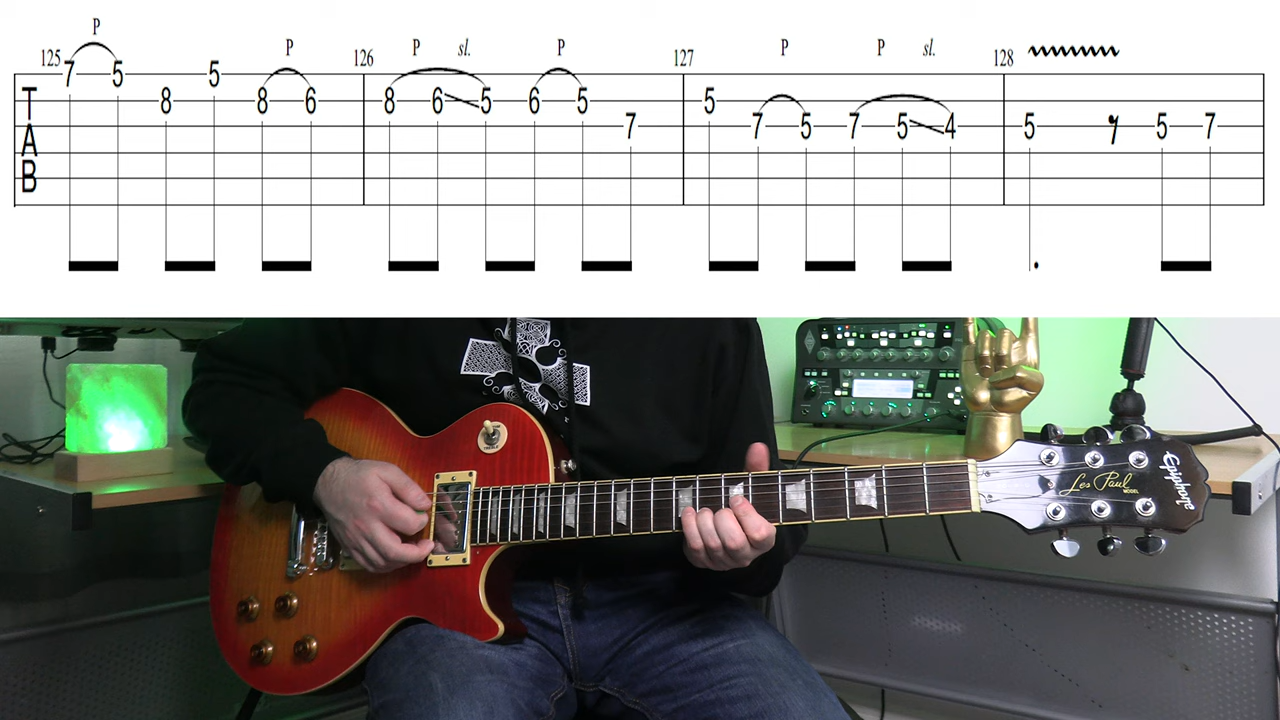 P P P sl. P P P sl.
125 126 127 128
7 5 5
T 8 8 6 8 6 5 6 5 5
A 7 7 5 7 5 4 5 5 7
B
Les Paul
MODEL
Epiphone